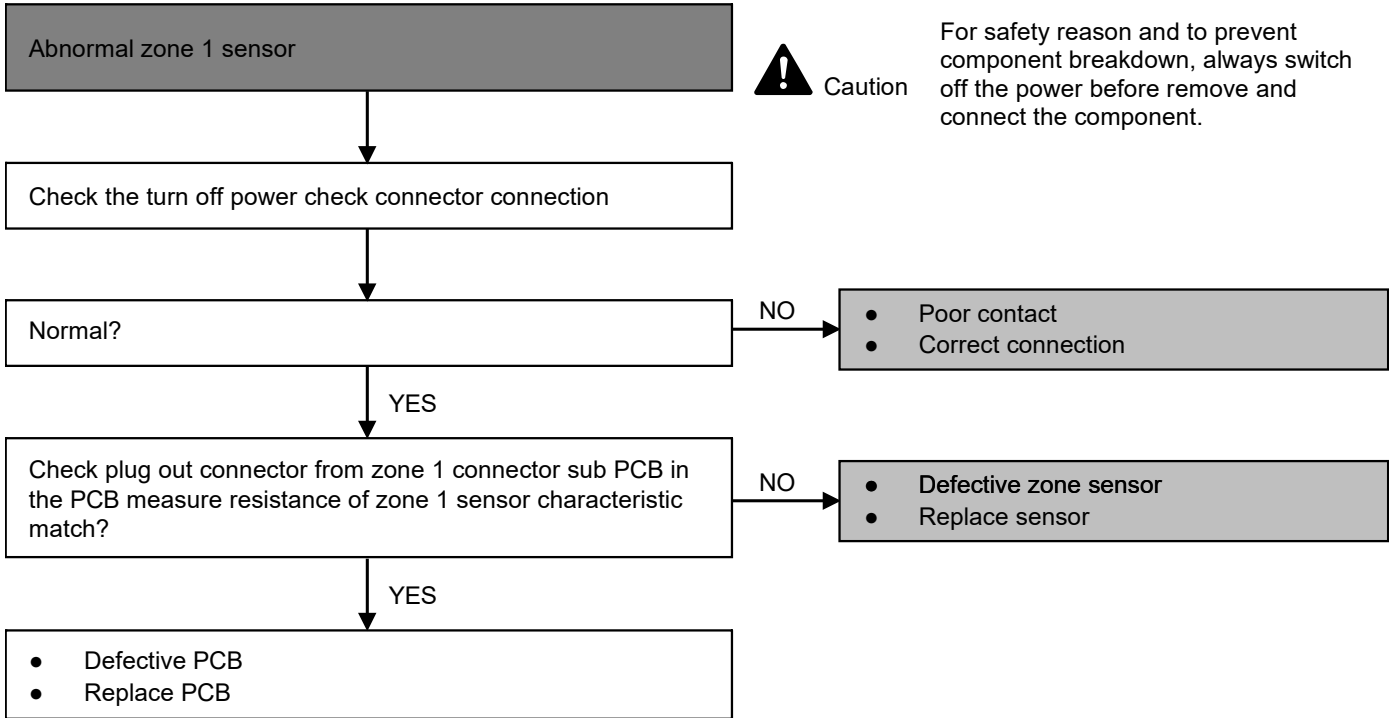 Abnormal zone 1 sensor
Caution
For safety reason and to prevent
component breakdown, always switch
off the power before remove and
connect the component.
Check the turn off power check connector connection
Normal?
NO
● Poor contact
● Correct connection
YES
Check plug out connector from zone 1 connector sub PCB in
the PCB measure resistance of zone 1 sensor characteristic
match?
NO
● Defective zone sensor
● Replace sensor
YES
● Defective PCB
● Replace PCB